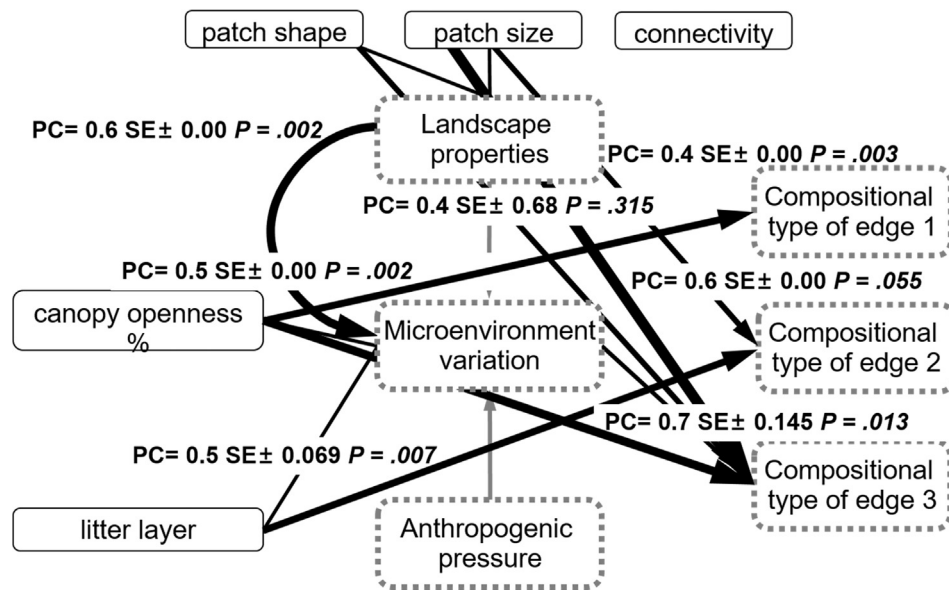 patch shape
patch size
connectivity
PC= 0.6 SE± 0.00 P = .002
Landscape
properties
PC= 0.4 SE± 0.00 P = .003
PC= 0.4 SE± 0.68 P = .315
Compositional
type of edge 1
PC= 0.5 SE± 0.00 P = .002
PC= 0.6 SE± 0.00 P = .055
canopy openness
%
Microenvironment
variation
Compositional
type of edge 2
PC= 0.7 SE± 0.145 P = .013
PC= 0.5 SE± 0.069 P = .007
Compositional
type of edge 3
litter layer
Anthropogenic
pressure